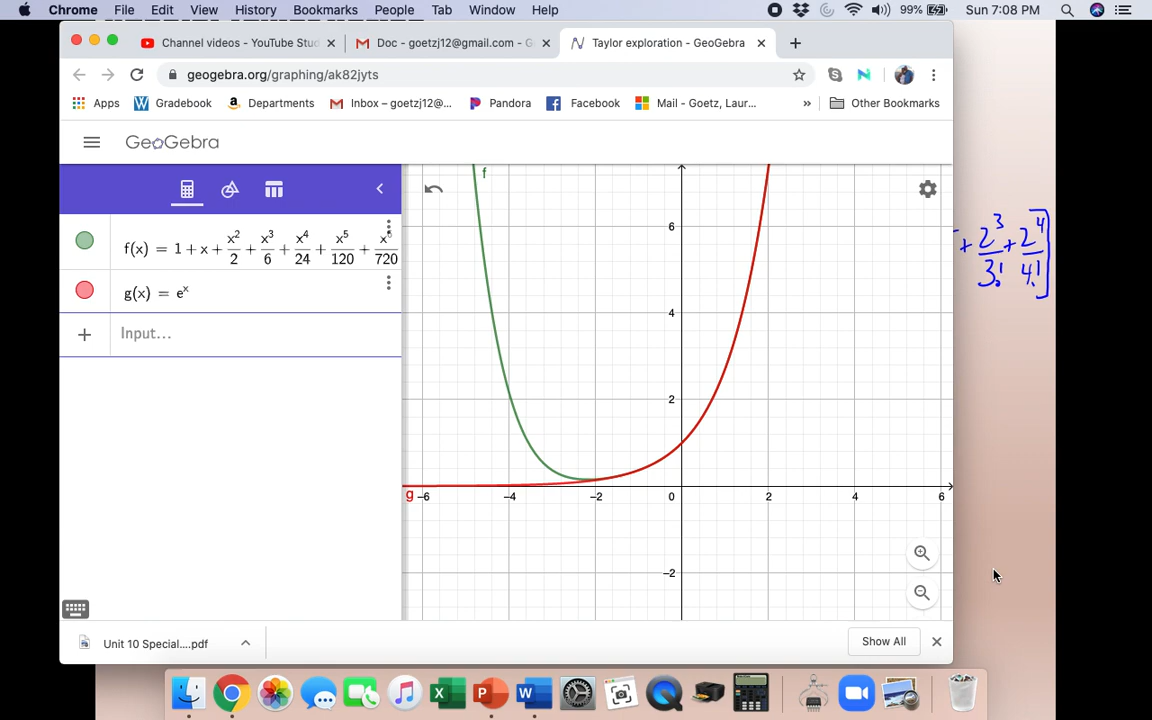 Chrome File Edit View History Bookmarks People Tab Window Help 99% Sun 7:08 PM
Channel videos - YouTube Stud × Doc - goetzj12@gmail.com - G × Taylor exploration - GeoGebra × +
geogebra.org/graphing/ak82jyts
Apps Gradebook Departments Inbox – goetzj12@... Pandora Facebook Mail - Goetz, Laur... » Other Bookmarks
GeoGebra
f(x) = 1 + x + x²/2 + x³/6 + x⁴/24 + x⁵/120 + x⁶/720
g(x) = eˣ
+ Input...
f
6
4
2
g -6 -4 -2 0 2 4 6
-2
+ 2³/3! + 2⁴/4! ]
Unit 10 Special....pdf Show All